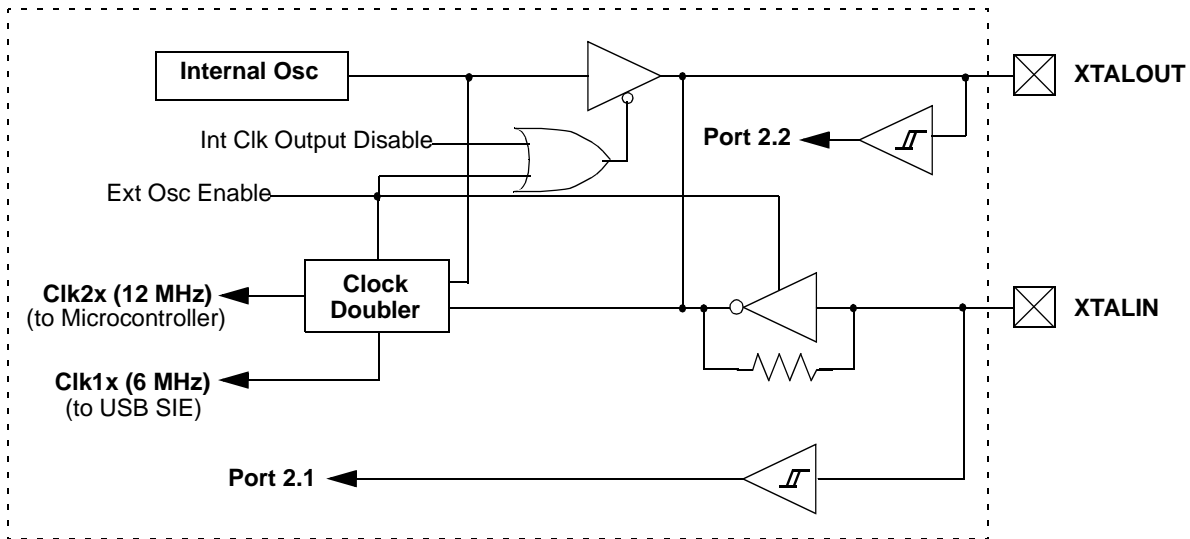 Internal Osc
XTALOUT
Int Clk Output Disable
Port 2.2
Ext Osc Enable
Clock
Doubler
Clk2x (12 MHz)
(to Microcontroller)
XTALIN
Clk1x (6 MHz)
(to USB SIE)
Port 2.1